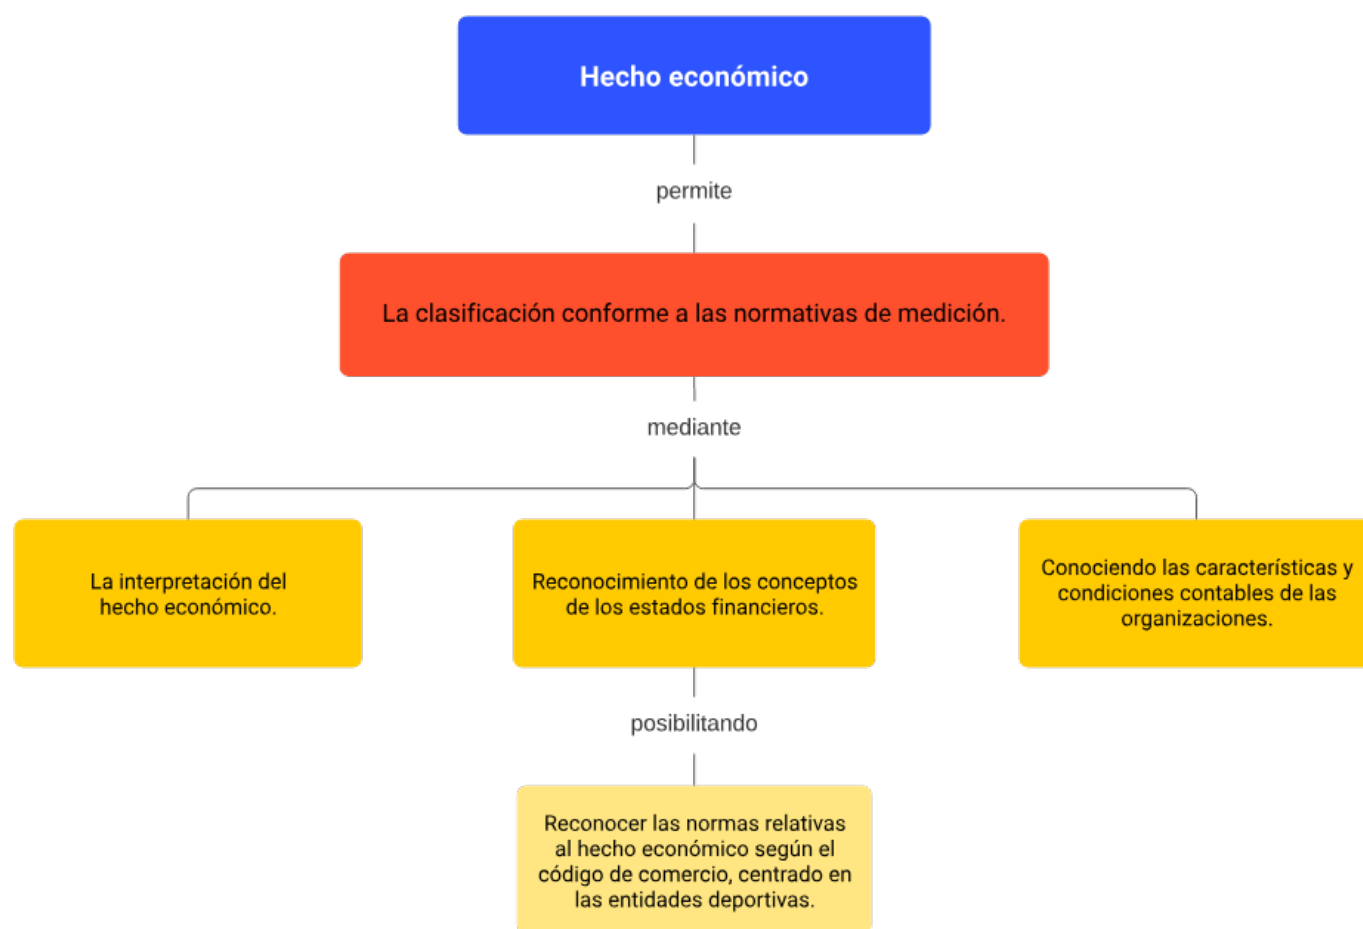 Hecho económico
permite
La clasificación conforme a las normativas de medición.
mediante
La interpretación del
hecho económico.
Reconocimiento de los conceptos
de los estados financieros.
Conociendo las características y
condiciones contables de las
organizaciones.
posibilitando
Reconocer las normas relativas
al hecho económico según el
código de comercio, centrado en
las entidades deportivas.